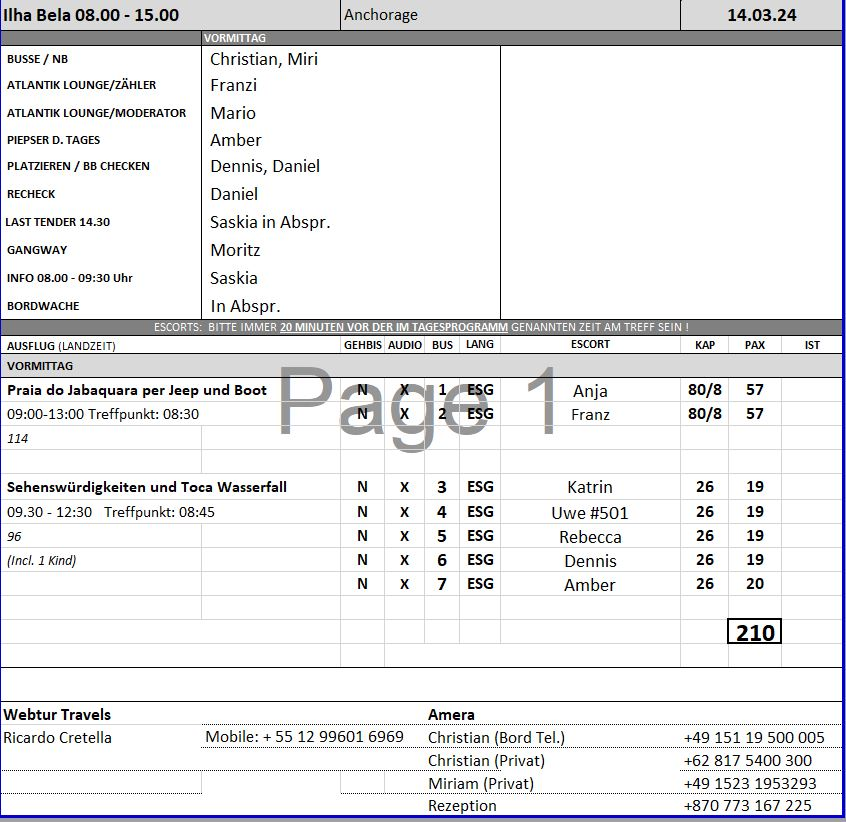 Ilha Bela 08.00 - 15.00 Anchorage 14.03.24
VORMITTAG
BUSSE / NB Christian, Miri
ATLANTIK LOUNGE/ZÄHLER Franzi
ATLANTIK LOUNGE/MODERATOR Mario
PIEPSER D. TAGES Amber
PLATZIEREN / BB CHECKEN Dennis, Daniel
RECHECK Daniel
LAST TENDER 14.30 Saskia in Abspr.
GANGWAY Moritz
INFO 08.00 - 09:30 Uhr Saskia
BORDWACHE In Abspr.
ESCORTS: BITTE IMMER 20 MINUTEN VOR DER IM TAGESPROGRAMM GENANNTEN ZEIT AM TREFF SEIN !
AUSFLUG (LANDZEIT) GEHBIS AUDIO BUS LANG ESCORT KAP PAX IST
VORMITTAG
Page 1
Praia do Jabaquara per Jeep und Boot N X 1 ESG Anja 80/8 57
09:00-13:00 Treffpunkt: 08:30 N X 2 ESG Franz 80/8 57
114
Sehenswürdigkeiten und Toca Wasserfall N X 3 ESG Katrin 26 19
09.30 - 12:30 Treffpunkt: 08:45 N X 4 ESG Uwe #501 26 19
96 N X 5 ESG Rebecca 26 19
(Incl. 1 Kind) N X 6 ESG Dennis 26 19
N X 7 ESG Amber 26 20
210
Webtur Travels Amera
Ricardo Cretella Mobile: + 55 12 99601 6969 Christian (Bord Tel.) +49 151 19 500 005
Christian (Privat) +62 817 5400 300
Miriam (Privat) +49 1523 1953293
Rezeption +870 773 167 225